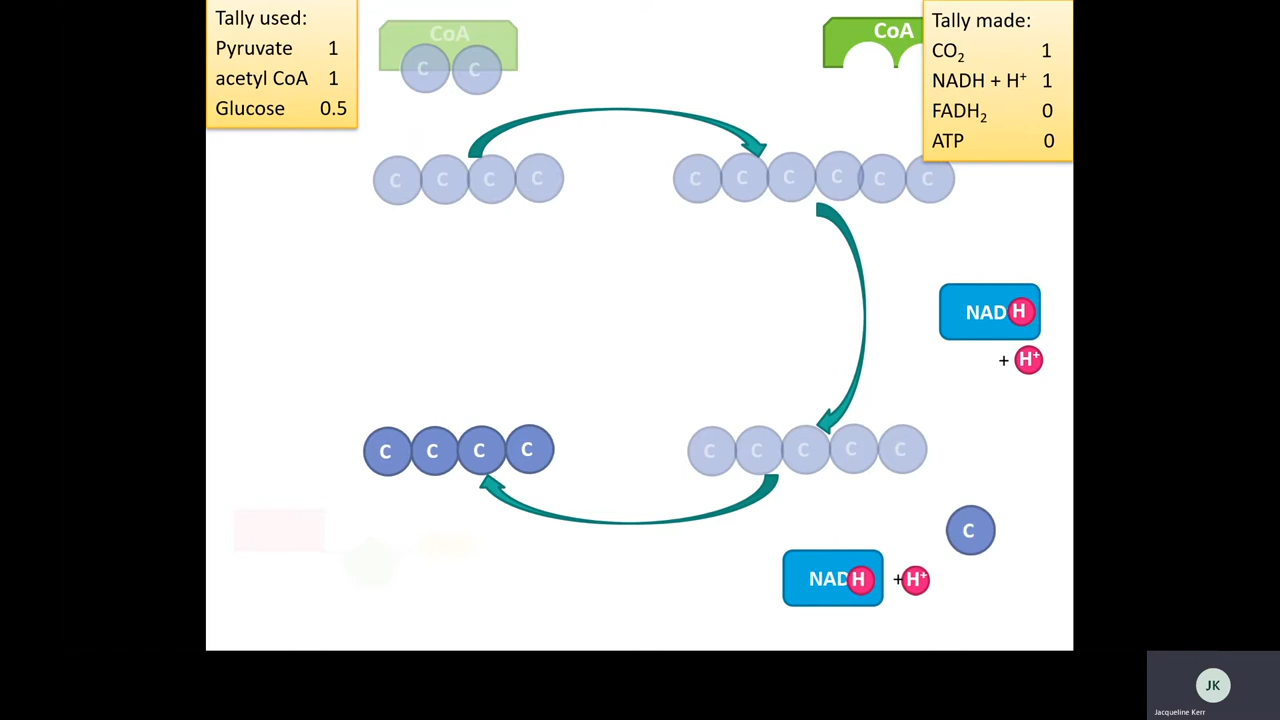 Tally used:
Pyruvate 1
acetyl CoA 1
Glucose 0.5
CoA
C C
CoA
Tally made:
CO₂ 1
NADH + H⁺ 1
FADH₂ 0
ATP 0
C C C C
C C C C C C
NAD H
+ H⁺
C C C C
C C C C C
C
NAD H + H⁺
JK
Jacqueline Kerr